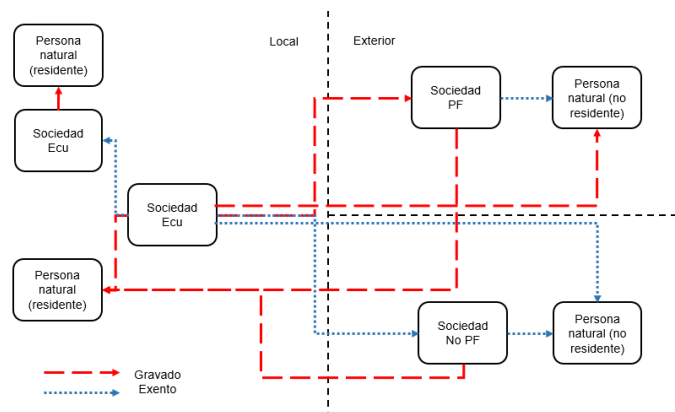 Persona
natural
(residente)
Local
Exterior
Sociedad
PF
Persona
natural (no
residente)
Sociedad
Ecu
Sociedad
Ecu
Persona
natural
(residente)
Sociedad
No PF
Persona
natural (no
residente)
Gravado
Exento